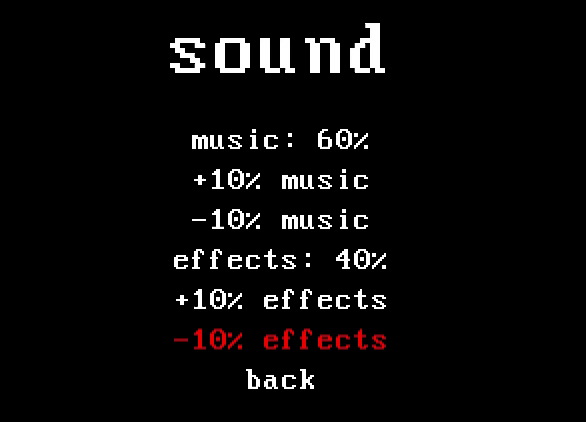 sound
music: 60%
+10% music
-10% music
effects: 40%
+10% effects
-10% effects
back